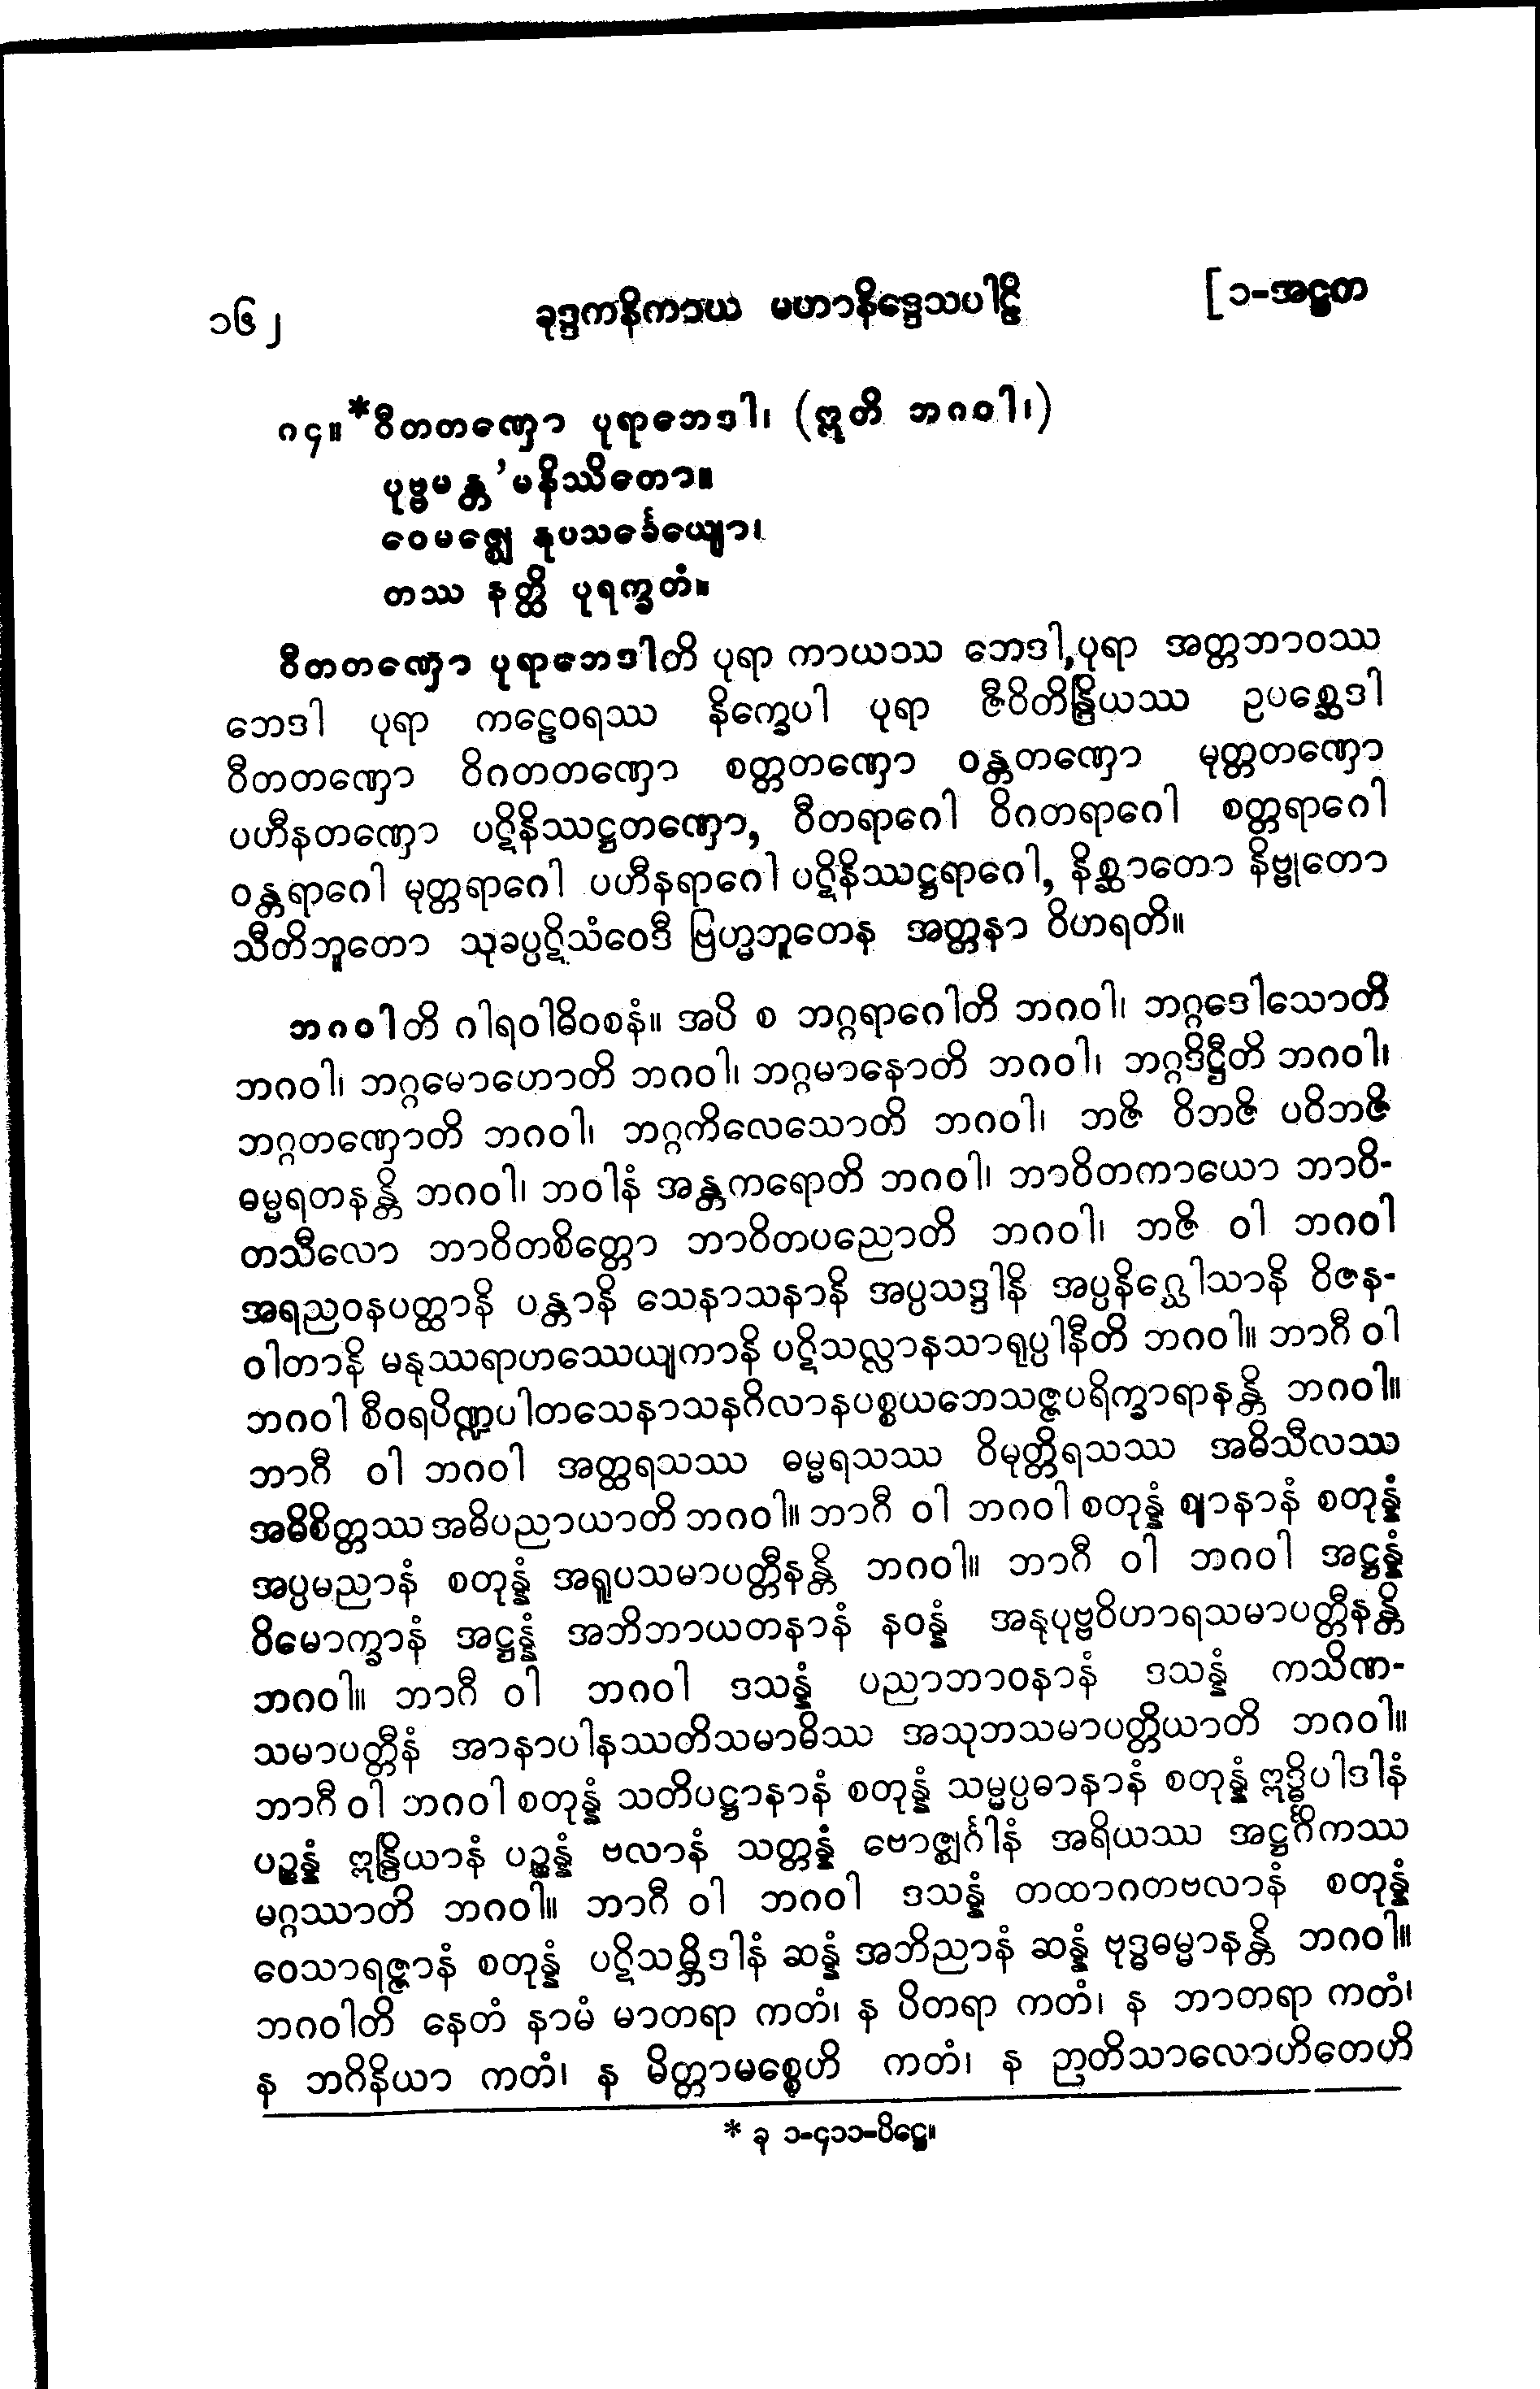 ၁၆၂ ခုဒ္ဒကနိကာယ မဟာနိဒ္ဒေသပါဠိ [ ၁-အဋ္ဌက
၈၄။ *ဝီတတဏှော ပုရာဘေဒါ၊ (ဣတိ ဘဂဝါ၊)
ပုဗ္ဗမန္တ'မနိဿိတော။
ဝေမဇ္ဈေ နုပသင်္ခေယျော၊
တဿ နတ္ထိ ပုရက္ခတံ။
ဝီတတဏှော ပုရာဘေဒါတိ ပုရာ ကာယဿ ဘေဒါ, ပုရာ အတ္တဘာဝဿ
ဘေဒါ ပုရာ ကဠေဝရဿ နိက္ခေပါ ပုရာ ဇီဝိတိန္ဒြိယဿ ဥပစ္ဆေဒါ
ဝီတတဏှော ဝိဂတတဏှော စတ္တတဏှော ဝန္တတဏှော မုတ္တတဏှော
ပဟီနတဏှော ပဋိနိဿဋ္ဌတဏှော, ဝီတရာဂေါ ဝိဂတရာဂေါ စတ္တရာဂေါ
ဝန္တရာဂေါ မုတ္တရာဂေါ ပဟီနရာဂေါ ပဋိနိဿဋ္ဌရာဂေါ, နိစ္ဆာတော နိဗ္ဗုတော
သီတိဘူတော သုခပ္ပဋိသံဝေဒီ ဗြဟ္မဘူတေန အတ္တနာ ဝိဟရတိ။
ဘဂဝါတိ ဂါရဝါဓိဝစနံ။ အပိ စ ဘဂ္ဂရာဂေါတိ ဘဂဝါ၊ ဘဂ္ဂဒေါသောတိ
ဘဂဝါ၊ ဘဂ္ဂမောဟောတိ ဘဂဝါ၊ ဘဂ္ဂမာနောတိ ဘဂဝါ၊ ဘဂ္ဂဒိဋ္ဌီတိ ဘဂဝါ၊
ဘဂ္ဂတဏှောတိ ဘဂဝါ၊ ဘဂ္ဂကိလေသောတိ ဘဂဝါ၊ ဘဇိ ဝိဘဇိ ပဝိဘဇိ
ဓမ္မရတနန္တိ ဘဂဝါ၊ ဘဝါနံ အန္တကရောတိ ဘဂဝါ၊ ဘာဝိတကာယော ဘာဝိ-
တသီလော ဘာဝိတစိတ္တော ဘာဝိတပညောတိ ဘဂဝါ၊ ဘဇိ ဝါ ဘဂဝါ
အရညဝနပတ္ထာနိ ပန္တာနိ သေနာသနာနိ အပ္ပသဒ္ဒါနိ အပ္ပနိဂ္ဃေါသာနိ ဝိဇန-
ဝါတာနိ မနုဿရာဟဿေယျကာနိ ပဋိသလ္လာနသာရုပ္ပါနီတိ ဘဂဝါ။ ဘာဂီ ဝါ
ဘဂဝါ စီဝရပိဏ္ဍပါတသေနာသနဂိလာနပစ္စယဘေသဇ္ဇပရိက္ခာရာနန္တိ ဘဂဝါ။
ဘာဂီ ဝါ ဘဂဝါ အတ္ထရသဿ ဓမ္မရသဿ ဝိမုတ္တိရသဿ အဓိသီလဿ
အဓိစိတ္တဿ အဓိပညာယာတိ ဘဂဝါ။ ဘာဂီ ဝါ ဘဂဝါ စတုန္နံ ဈာနာနံ စတုန္နံ
အပ္ပမညာနံ စတုန္နံ အရူပသမာပတ္တီနန္တိ ဘဂဝါ။ ဘာဂီ ဝါ ဘဂဝါ အဋ္ဌန္နံ
ဝိမောက္ခာနံ အဋ္ဌန္နံ အဘိဘာယတနာနံ နဝန္နံ အနုပုဗ္ဗဝိဟာရသမာပတ္တီနန္တိ
ဘဂဝါ။ ဘာဂီ ဝါ ဘဂဝါ ဒသန္နံ ပညာဘာဝနာနံ ဒသန္နံ ကသိဏ-
သမာပတ္တီနံ အာနာပါနဿတိသမာဓိဿ အသုဘသမာပတ္တိယာတိ ဘဂဝါ။
ဘာဂီ ဝါ ဘဂဝါ စတုန္နံ သတိပဋ္ဌာနာနံ စတုန္နံ သမ္မပ္ပဓာနာနံ စတုန္နံ ဣဒ္ဓိပါဒါနံ
ပဉ္စန္နံ ဣန္ဒြိယာနံ ပဉ္စန္နံ ဗလာနံ သတ္တန္နံ ဗောဇ္ဈင်္ဂါနံ အရိယဿ အဋ္ဌင်္ဂိကဿ
မဂ္ဂဿာတိ ဘဂဝါ။ ဘာဂီ ဝါ ဘဂဝါ ဒသန္နံ တထာဂတဗလာနံ စတုန္နံ
ဝေသာရဇ္ဇာနံ စတုန္နံ ပဋိသမ္ဘိဒါနံ ဆန္နံ အဘိညာနံ ဆန္နံ ဗုဒ္ဓဓမ္မာနန္တိ ဘဂဝါ။
ဘဂဝါတိ နေတံ နာမံ မာတရာ ကတံ၊ န ပိတရာ ကတံ၊ န ဘာတရာ ကတံ၊
န ဘဂိနိယာ ကတံ၊ န မိတ္တာမစ္စေဟိ ကတံ၊ န ဉာတိသာလောဟိတေဟိ
* ခု ၁-၄၁၁-ပိဋ္ဌေ။